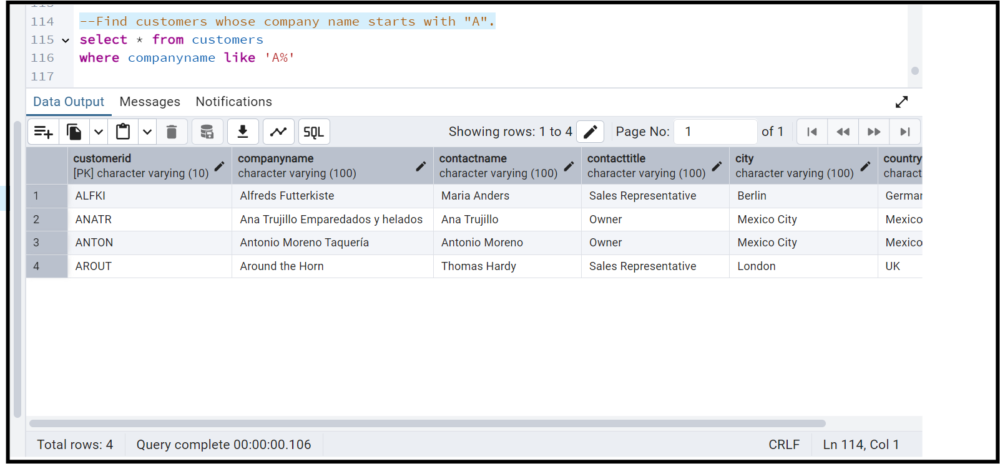 114 --Find customers whose company name starts with "A".
115 select * from customers
116 where companyname like 'A%'
117
Data Output Messages Notifications
SQL Showing rows: 1 to 4 Page No: 1 of 1
customerid companyname contactname contacttitle city country
[PK] character varying (10) character varying (100) character varying (100) character varying (100) character varying (100) charact
1 ALFKI Alfreds Futterkiste Maria Anders Sales Representative Berlin German
2 ANATR Ana Trujillo Emparedados y helados Ana Trujillo Owner Mexico City Mexico
3 ANTON Antonio Moreno Taquería Antonio Moreno Owner Mexico City Mexico
4 AROUT Around the Horn Thomas Hardy Sales Representative London UK
Total rows: 4 Query complete 00:00:00.106 CRLF Ln 114, Col 1